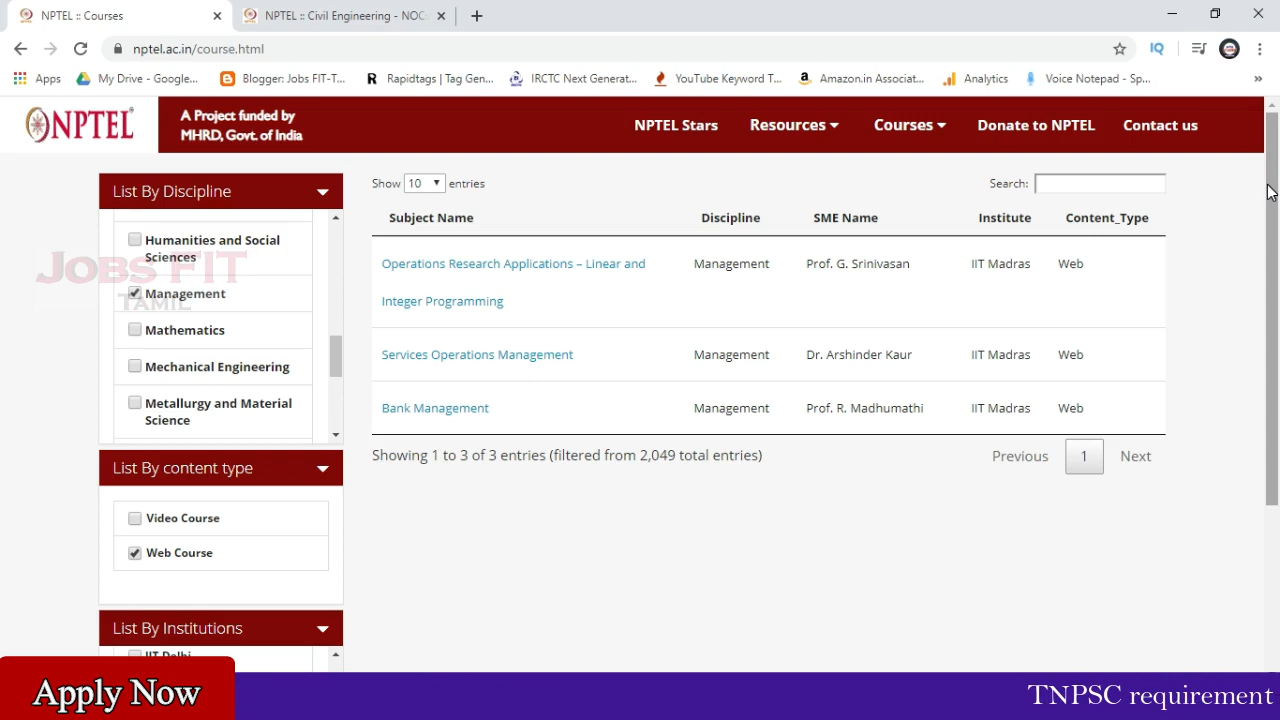 NPTEL :: Courses
NPTEL :: Civil Engineering - NOC:
nptel.ac.in/course.html
Apps
My Drive - Google...
Blogger: Jobs FIT-T...
Rapidtags | Tag Gen...
IRCTC Next Generat...
YouTube Keyword T...
Amazon.in Associat...
Analytics
Voice Notepad - Sp...
NPTEL
A Project funded by
MHRD, Govt. of India
NPTEL Stars
Resources
Courses
Donate to NPTEL
Contact us
List By Discipline
Humanities and Social
Sciences
Management
Mathematics
Mechanical Engineering
Metallurgy and Material
Science
JOBS FIT
TAMIL
List By content type
Video Course
Web Course
List By Institutions
IIT Delhi
Show 10 entries
Search:
Subject Name Discipline SME Name Institute Content_Type
Operations Research Applications – Linear and Management Prof. G. Srinivasan IIT Madras Web
Integer Programming
Services Operations Management Management Dr. Arshinder Kaur IIT Madras Web
Bank Management Management Prof. R. Madhumathi IIT Madras Web
Showing 1 to 3 of 3 entries (filtered from 2,049 total entries)
Previous 1 Next
Apply Now
TNPSC requirement